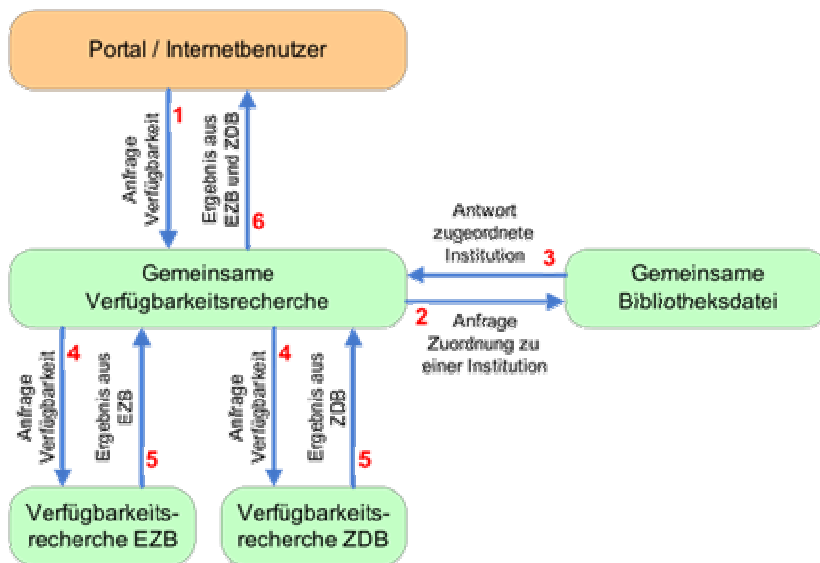 Portal / Internetbenutzer
1
Anfrage
Verfügbarkeit
Ergebnis aus
EZB und ZDB
6
Antwort
zugeordnete
Institution
3
Gemeinsame
Verfügbarkeitsrecherche
Gemeinsame
Bibliotheksdatei
2
Anfrage
Zuordnung zu
einer Institution
4
Anfrage
Verfügbarkeit
Ergebnis aus
EZB
5
4
Anfrage
Verfügbarkeit
Ergebnis aus
ZDB
5
Verfügbarkeits-
recherche EZB
Verfügbarkeits-
recherche ZDB